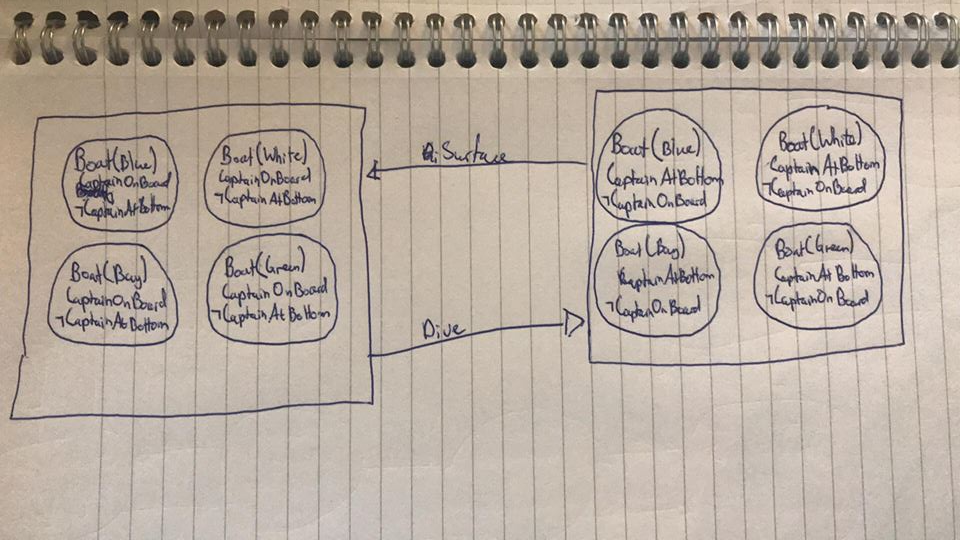 Boat(Blue)
CaptainOnBoard
¬CaptainAtBottom
Boat(White)
CaptainOnBoard
¬CaptainAtBottom
Boat(Bay)
CaptainOnBoard
¬CaptainAtBottom
Boat(Green)
CaptainOnBoard
¬CaptainAtBottom
Surface
Dive
Boat(Blue)
CaptainAtBottom
¬CaptainOnBoard
Boat(White)
CaptainAtBottom
¬CaptainOnBoard
Boat(Bay)
CaptainAtBottom
¬CaptainOnBoard
Boat(Green)
CaptainAtBottom
¬CaptainOnBoard